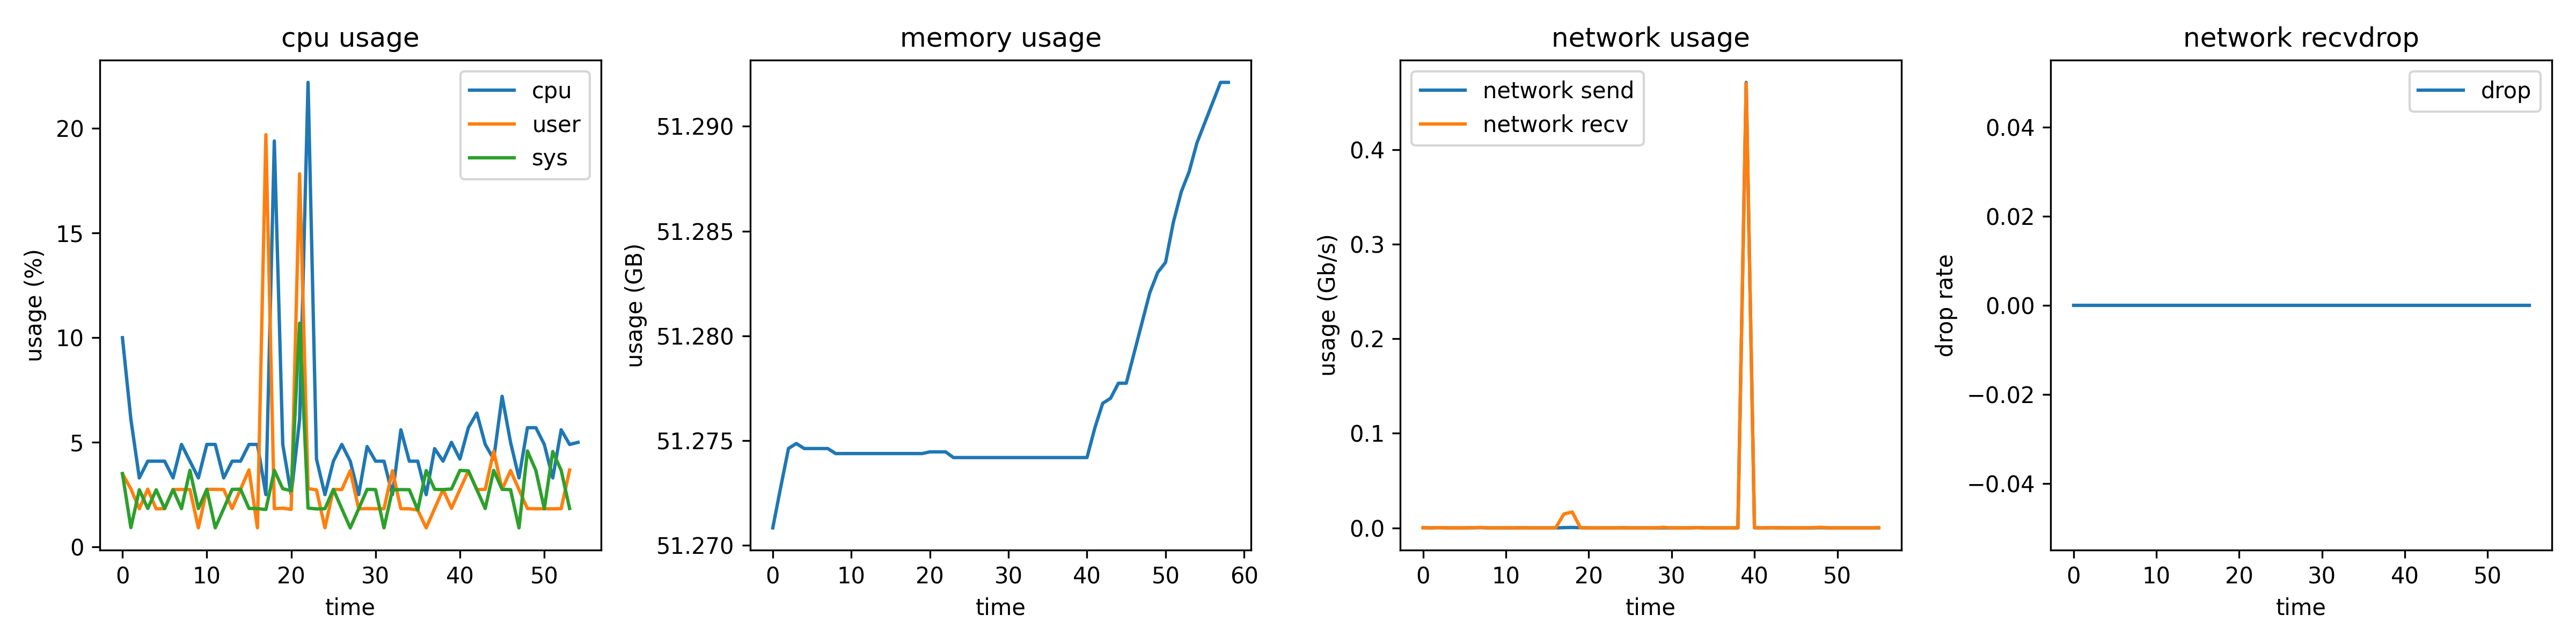 cpu usage
cpu
user
sys
20
15
10
5
0
usage (%)
0 10 20 30 40 50
time
memory usage
51.290
51.285
51.280
51.275
51.270
usage (GB)
0 10 20 30 40 50 60
time
network usage
network send
network recv
0.4
0.3
0.2
0.1
0.0
usage (Gb/s)
0 10 20 30 40 50
time
network recvdrop
drop
0.04
0.02
0.00
−0.02
−0.04
drop rate
0 10 20 30 40 50
time